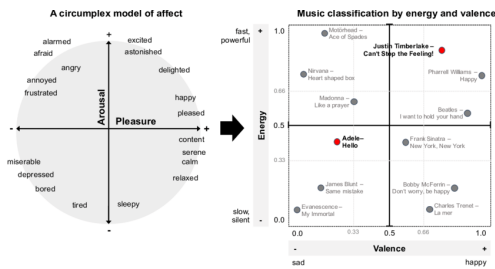 A circumplex model of affect
+
alarmed
excited
afraid
astonished
angry
delighted
annoyed
frustrated
happy
pleased
Arousal
Pleasure
-
+
content
serene
miserable
calm
depressed
relaxed
bored
tired
sleepy
-
Music classification by energy and valence
fast,
powerful
+
1.0
Motörhead –
Ace of Spades
Justin Timberlake –
Can't Stop the Feeling!
Nirvana –
Heart shaped box
Pharrell Williams –
Happy
0.66
Madonna –
Like a prayer
Beatles –
I want to hold your hand
Energy
0.5
Adele–
Hello
Frank Sinatra –
New York, New York
0.33
James Blunt –
Same mistake
Bobby McFerrin –
Don't worry, be happy
Evanescence –
My Immortal
Charles Trenet –
La mer
slow,
silent
-
0.0
0.0
0.33
0.5
0.66
1.0
-
Valence
+
sad
happy